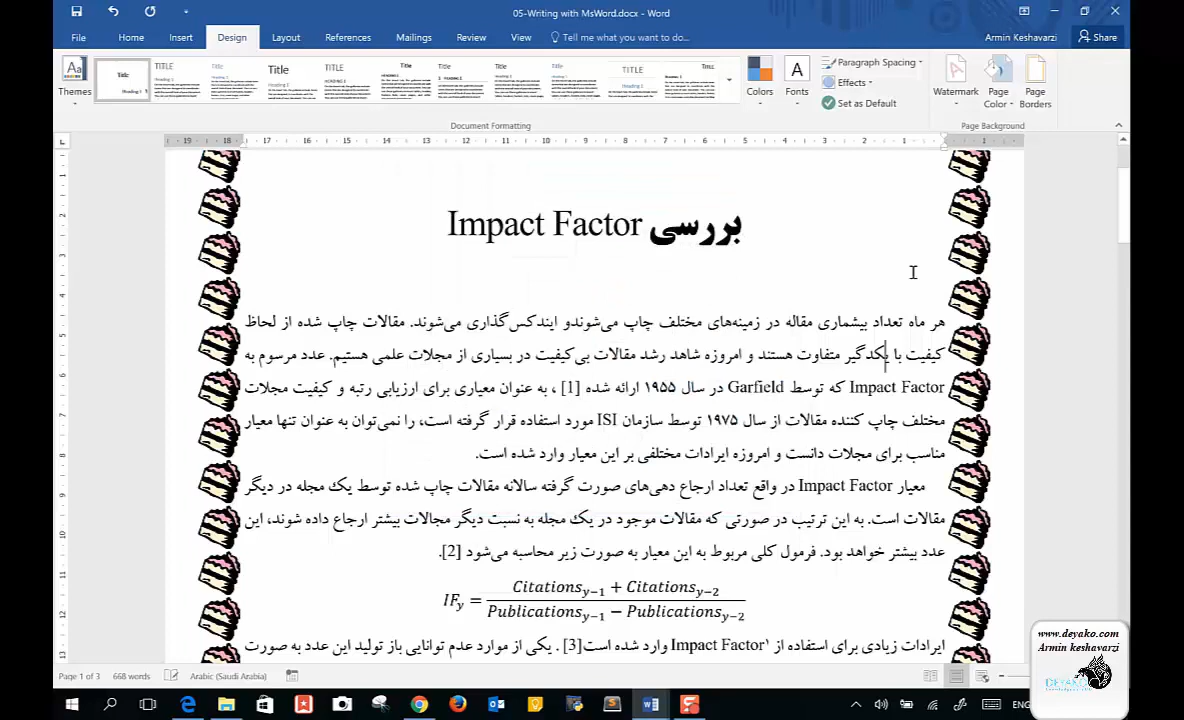 05-Writing with MsWord.docx - Word
File Home Insert Design Layout References Mailings Review View Tell me what you want to do... Armin Keshavarzi Share
Themes Colors Fonts Paragraph Spacing Effects Set as Default Watermark Page Color Page Borders
Document Formatting Page Background
بررسی Impact Factor
هر ماه تعداد بیشماری مقاله در زمینه‌های مختلف چاپ می‌شوندو ایندکس‌گذاری می‌شوند. مقالات چاپ شده از لحاظ
کیفیت با یکدگیر متفاوت هستند و امروزه شاهد رشد مقالات بی‌کیفیت در بسیاری از مجلات علمی هستیم. عدد مرسوم به
Impact Factor که توسط Garfield در سال ۱۹۵۵ ارائه شده [1] ، به عنوان معیاری برای ارزیابی رتبه و کیفیت مجلات
مختلف چاپ کننده مقالات از سال ۱۹۷۵ توسط سازمان ISI مورد استفاده قرار گرفته است، را نمی‌توان به عنوان تنها معیار
مناسب برای مجلات دانست و امروزه ایرادات مختلفی بر این معیار وارد شده است.
معیار Impact Factor در واقع تعداد ارجاع دهی‌های صورت گرفته سالانه مقالات چاپ شده توسط یک مجله در دیگر
مقالات است. به این ترتیب در صورتی که مقالات موجود در یک مجله به نسبت دیگر مجالات بیشتر ارجاع داده شوند، این
عدد بیشتر خواهد بود. فرمول کلی مربوط به این معیار به صورت زیر محاسبه می‌شود [2].
IF_y = (Citations_{y−1} + Citations_{y−2}) / (Publications_{y−1} − Publications_{y−2})
ایرادات زیادی برای استفاده از Impact Factor¹ وارد شده است[3] . یکی از موارد عدم توانایی باز تولید این عدد به صورت
Page 1 of 3 668 words Arabic (Saudi Arabia)
ENG
www.deyako.com
Armin keshavarzi
DEYAKO